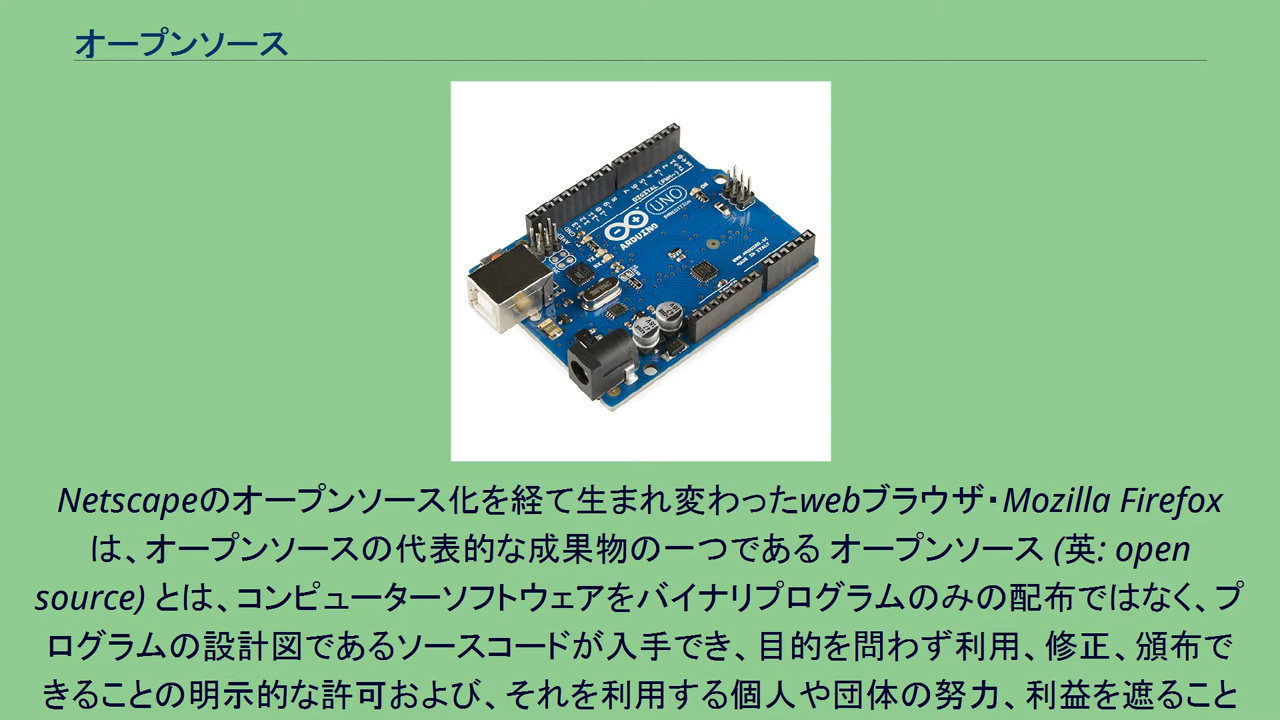 オープンソース
DIGITAL (PWM~)
UNO
ARDUINO
Netscapeのオープンソース化を経て生まれ変わったwebブラウザ・Mozilla Firefox
は、オープンソースの代表的な成果物の一つである オープンソース (英: open
source) とは、コンピューターソフトウェアをバイナリプログラムのみの配布ではなく、プ
ログラムの設計図であるソースコードが入手でき、目的を問わず利用、修正、頒布で
きることの明示的な許可および、それを利用する個人や団体の努力、利益を遮ること